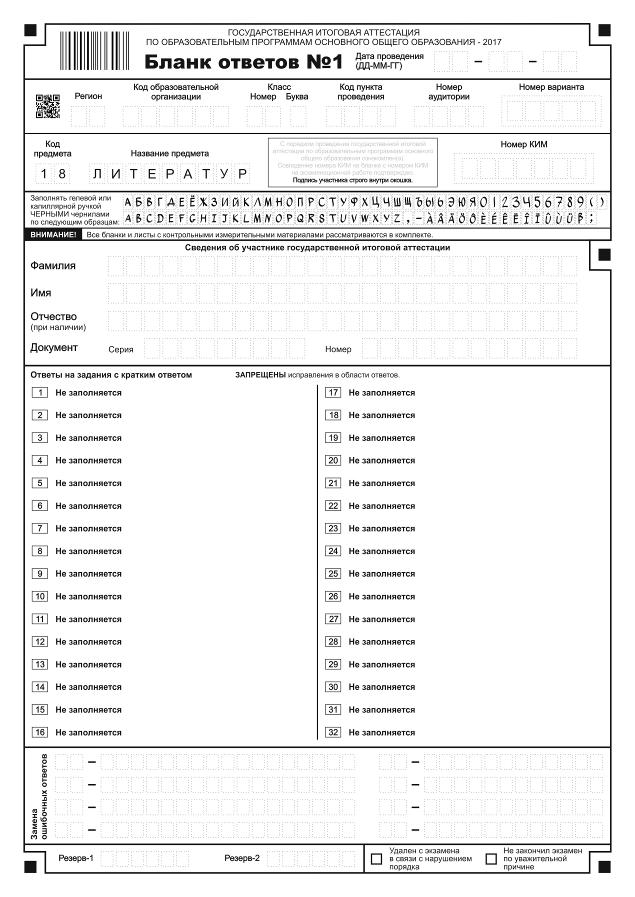 ГОСУДАРСТВЕННАЯ ИТОГОВАЯ АТТЕСТАЦИЯ
ПО ОБРАЗОВАТЕЛЬНЫМ ПРОГРАММАМ ОСНОВНОГО ОБЩЕГО ОБРАЗОВАНИЯ - 2017
Бланк ответов №1
Дата проведения
(ДД-ММ-ГГ)
Регион
Код образовательной
организации
Класс
Номер Буква
Код пункта
проведения
Номер
аудитории
Номер варианта
Код
предмета
Название предмета
18 ЛИТЕРАТУР
С порядком проведения государственной итоговой
аттестации по образовательным программам основного
общего образования ознакомлен(а).
Совпадение номера КИМ на бланке с номером КИМ
на экзаменационной работе подтверждаю.
Подпись участника строго внутри окошка.
Номер КИМ
Заполнять гелевой или
капиллярной ручкой
ЧЕРНЫМИ чернилами
по следующим образцам:
АБВГДЕЁЖЗИЙКЛМНОПРСТУФХЦЧШЩЪЫЬЭЮЯ0123456789()
ABCDEFGHIJKLMNOPQRSTUVWXYZ,-
ВНИМАНИЕ! Все бланки и листы с контрольными измерительными материалами рассматриваются в комплекте.
Сведения об участнике государственной итоговой аттестации
Фамилия
Имя
Отчество
(при наличии)
Документ Серия Номер
Ответы на задания с кратким ответом ЗАПРЕЩЕНЫ исправления в области ответов.
1 Не заполняется
2 Не заполняется
3 Не заполняется
4 Не заполняется
5 Не заполняется
6 Не заполняется
7 Не заполняется
8 Не заполняется
9 Не заполняется
10 Не заполняется
11 Не заполняется
12 Не заполняется
13 Не заполняется
14 Не заполняется
15 Не заполняется
16 Не заполняется
17 Не заполняется
18 Не заполняется
19 Не заполняется
20 Не заполняется
21 Не заполняется
22 Не заполняется
23 Не заполняется
24 Не заполняется
25 Не заполняется
26 Не заполняется
27 Не заполняется
28 Не заполняется
29 Не заполняется
30 Не заполняется
31 Не заполняется
32 Не заполняется
Замена
ошибочных ответов
Резерв-1
Резерв-2
Удален с экзамена
в связи с нарушением
порядка
Не закончил экзамен
по уважительной
причине